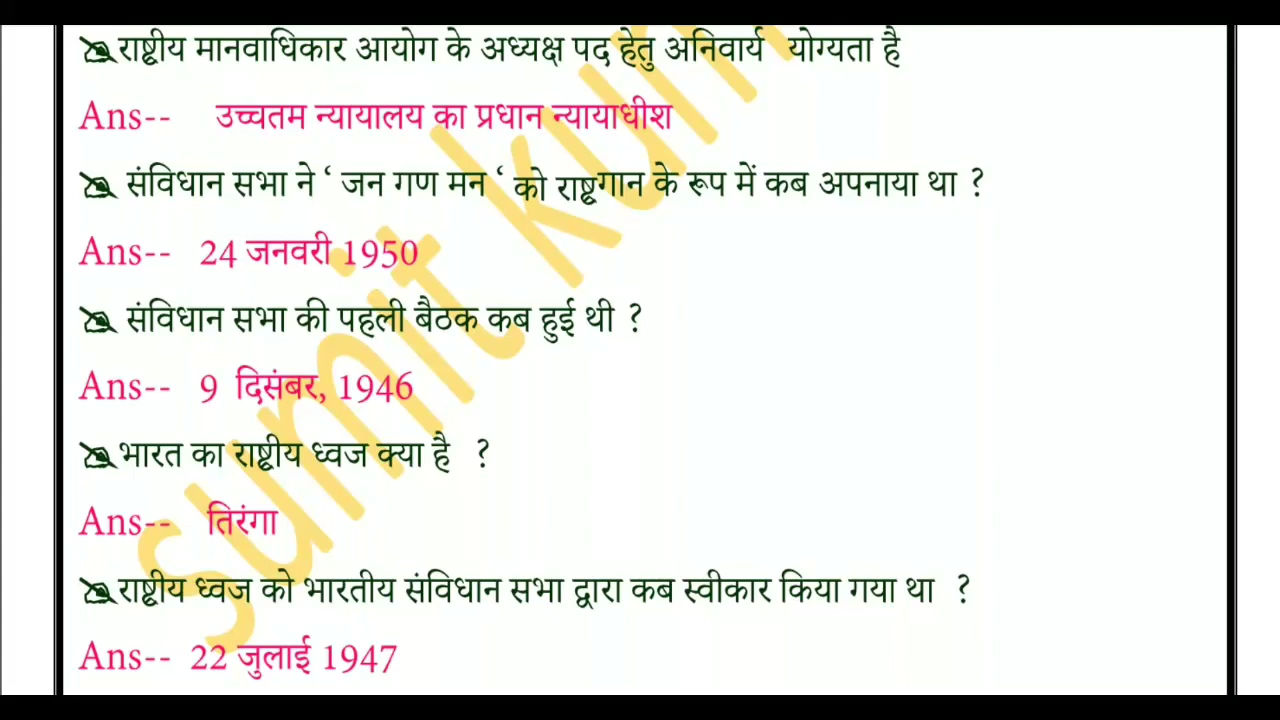 राष्ट्रीय मानवाधिकार आयोग के अध्यक्ष पद हेतु अनिवार्य योग्यता है
Ans-- उच्चतम न्यायालय का प्रधान न्यायाधीश
संविधान सभा ने ‘ जन गण मन ‘ को राष्ट्रगान के रूप में कब अपनाया था ?
Ans-- 24 जनवरी 1950
संविधान सभा की पहली बैठक कब हुई थी ?
Ans-- 9 दिसंबर, 1946
भारत का राष्ट्रीय ध्वज क्या है ?
Ans-- तिरंगा
राष्ट्रीय ध्वज को भारतीय संविधान सभा द्वारा कब स्वीकार किया गया था ?
Ans-- 22 जुलाई 1947
sumit